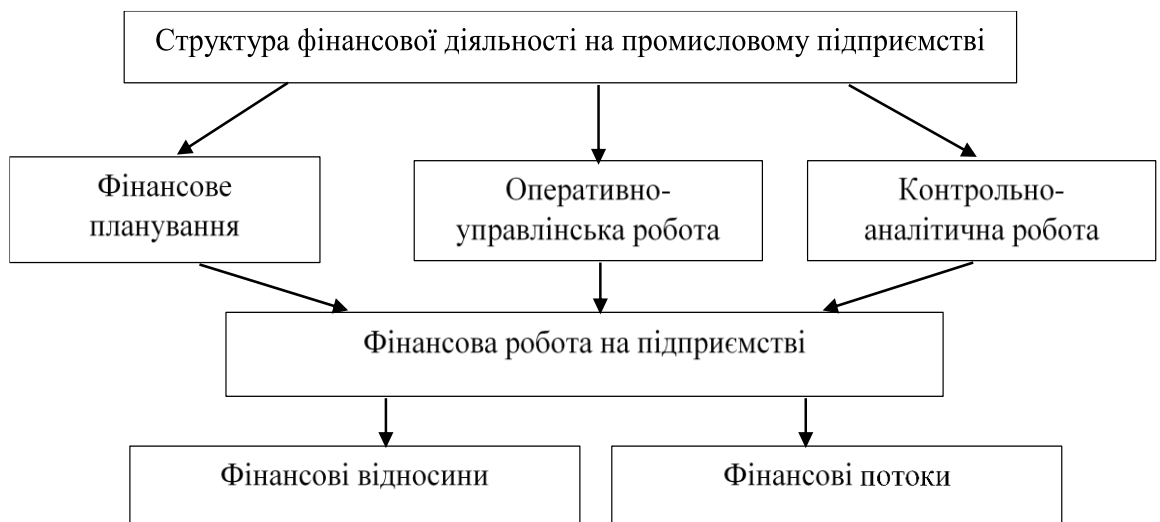 Структура фінансової діяльності на промисловому підприємстві
Фінансове
планування
Оперативно-
управлінська робота
Контрольно-
аналітична робота
Фінансова робота на підприємстві
Фінансові відносини
Фінансові потоки